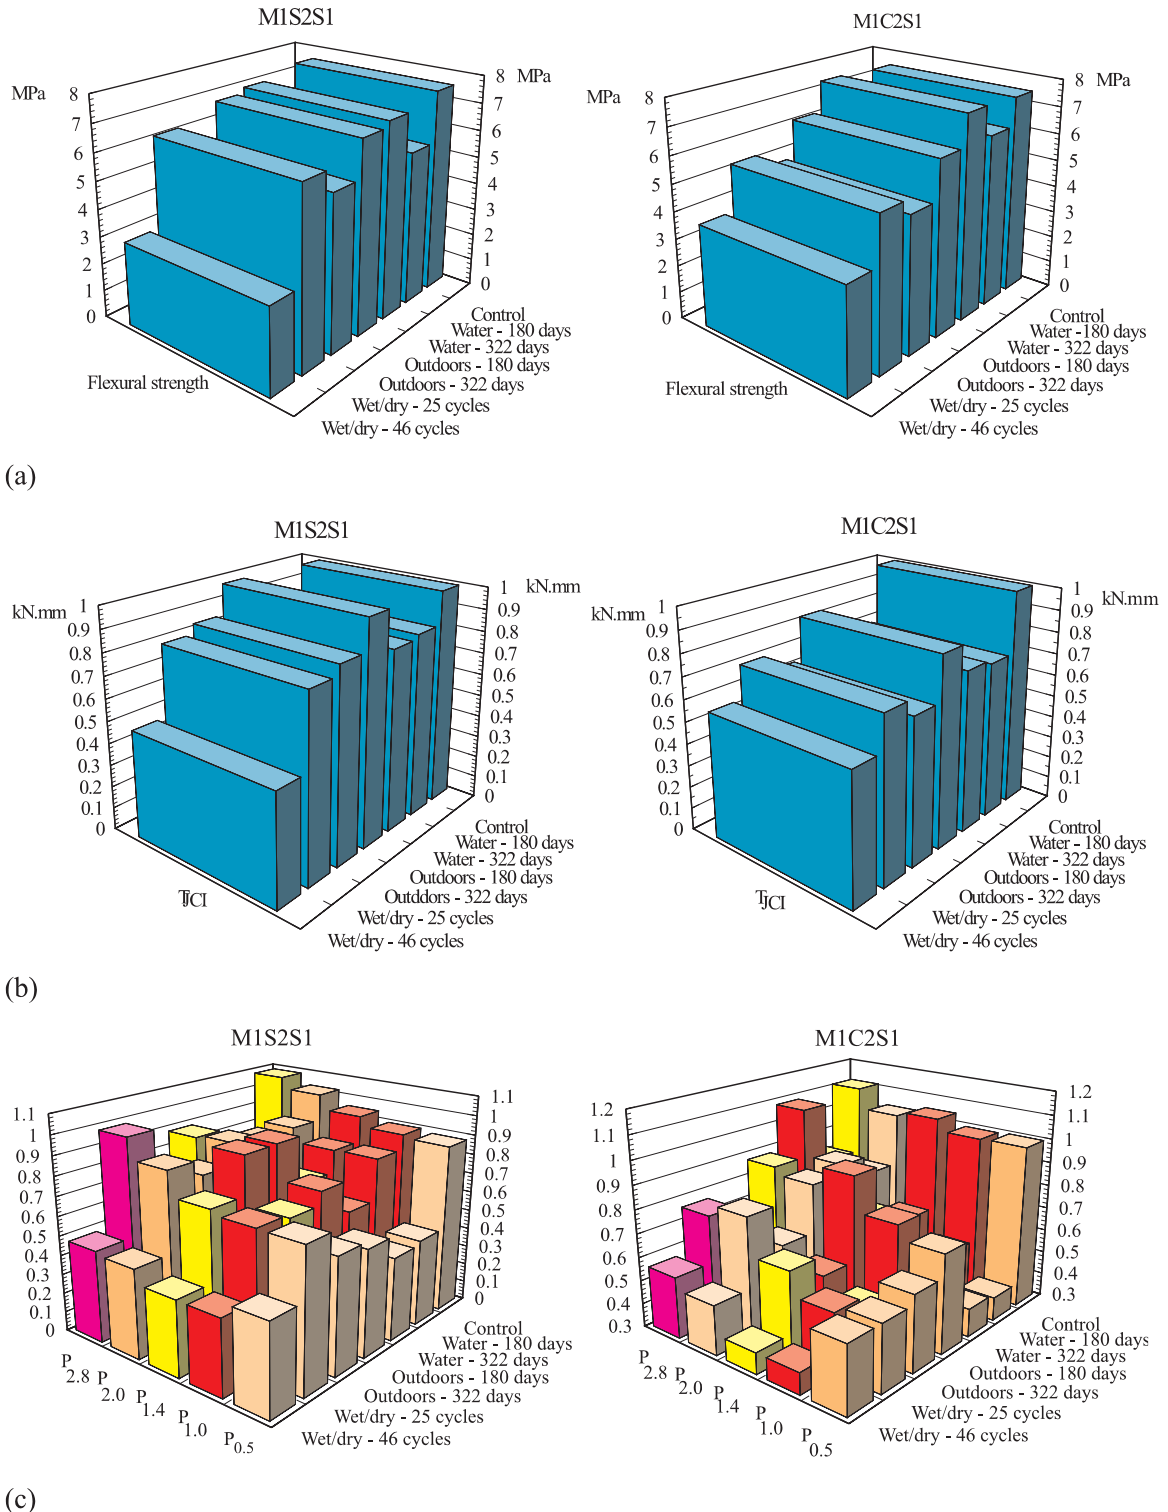 M1S2S1
MPa
8
7
6
5
4
3
2
1
0
MPa
8
7
6
5
4
3
2
1
0
Flexural strength
Control
Water - 180 days
Water - 322 days
Outdoors - 180 days
Outdoors - 322 days
Wet/dry - 25 cycles
Wet/dry - 46 cycles
M1C2S1
MPa
8
7
6
5
4
3
2
1
0
MPa
8
7
6
5
4
3
2
1
0
Flexural strength
Control
Water -180 days
Water - 322 days
Outdoors - 180 days
Outdoors - 322 days
Wet/dry - 25 cycles
Wet/dry - 46 cycles
(a)
M1S2S1
kN.mm
1
0.9
0.8
0.7
0.6
0.5
0.4
0.3
0.2
0.1
0
kN.mm
1
0.9
0.8
0.7
0.6
0.5
0.4
0.3
0.2
0.1
0
TJCI
Control
Water - 180 days
Water - 322 days
Outdoors - 180 days
Outddors - 322 days
Wet/dry - 25 cycles
Wet/dry - 46 cycles
M1C2S1
kN.mm
1
0.9
0.8
0.7
0.6
0.5
0.4
0.3
0.2
0.1
0
kN.mm
1
0.9
0.8
0.7
0.6
0.5
0.4
0.3
0.2
0.1
0
TJCI
Control
Water - 180 days
Water - 322 days
Outdoors - 180 days
Outdoors - 322 days
Wet/dry - 25 cycles
Wet/dry - 46 cycles
(b)
M1S2S1
1.1
1
0.9
0.8
0.7
0.6
0.5
0.4
0.3
0.2
0.1
0
1.1
1
0.9
0.8
0.7
0.6
0.5
0.4
0.3
0.2
0.1
0
P2.8
P2.0
P1.4
P1.0
P0.5
Control
Water - 180 days
Water - 322 days
Outdoors - 180 days
Outdoors - 322 days
Wet/dry - 25 cycles
Wet/dry - 46 cycles
M1C2S1
1.2
1.1
1
0.9
0.8
0.7
0.6
0.5
0.4
0.3
1.2
1.1
1
0.9
0.8
0.7
0.6
0.5
0.4
0.3
P2.8
P2.0
P1.4
P1.0
P0.5
Control
Water - 180 days
Water - 322 days
Outdoors - 180 days
Outdoors - 322 days
Wet/dry - 25 cycles
Wet/dry - 46 cycles
(c)